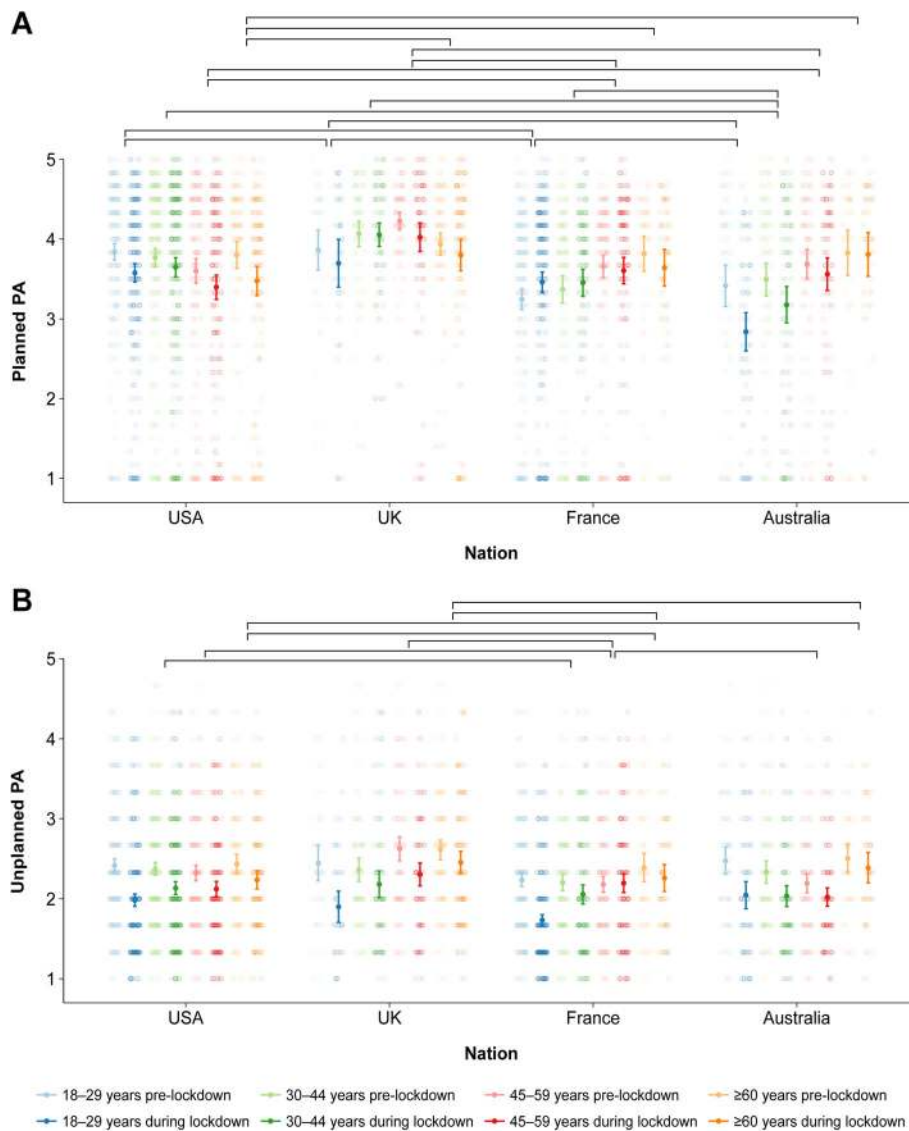 A
Planned PA
5
4
3
2
1
USA UK France Australia
Nation
B
Unplanned PA
5
4
3
2
1
USA UK France Australia
Nation
18–29 years pre-lockdown 30–44 years pre-lockdown 45–59 years pre-lockdown ≥60 years pre-lockdown
18–29 years during lockdown 30–44 years during lockdown 45–59 years during lockdown ≥60 years during lockdown